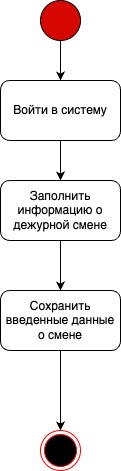 Войти в систему
Заполнить
информацию о
дежурной смене
Сохранить
введенные данные
о смене